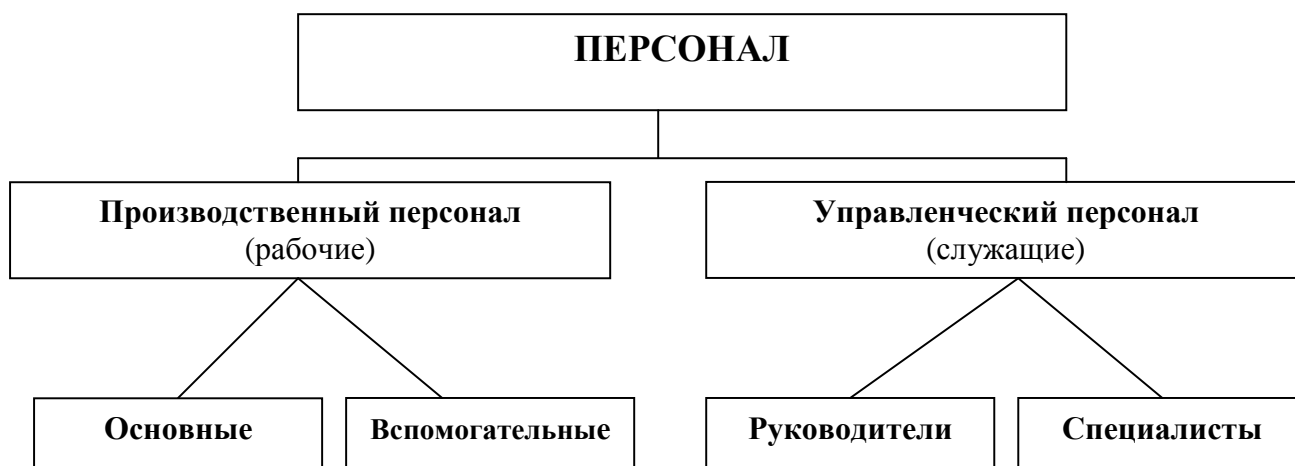 ПЕРСОНАЛ
Производственный персонал
(рабочие)
Управленческий персонал
(служащие)
Основные
Вспомогательные
Руководители
Специалисты